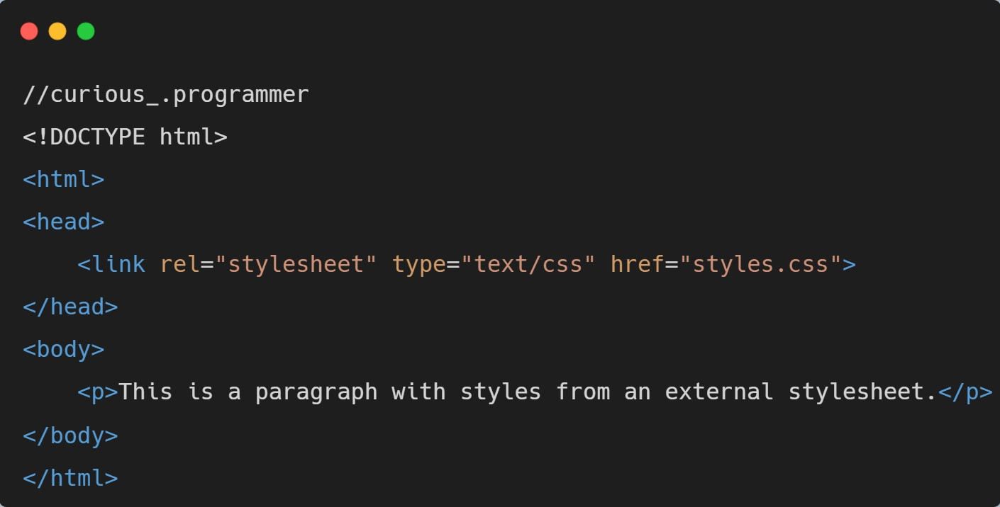 //curious_.programmer
<!DOCTYPE html>
<html>
<head>
    <link rel="stylesheet" type="text/css" href="styles.css">
</head>
<body>
    <p>This is a paragraph with styles from an external stylesheet.</p>
</body>
</html>